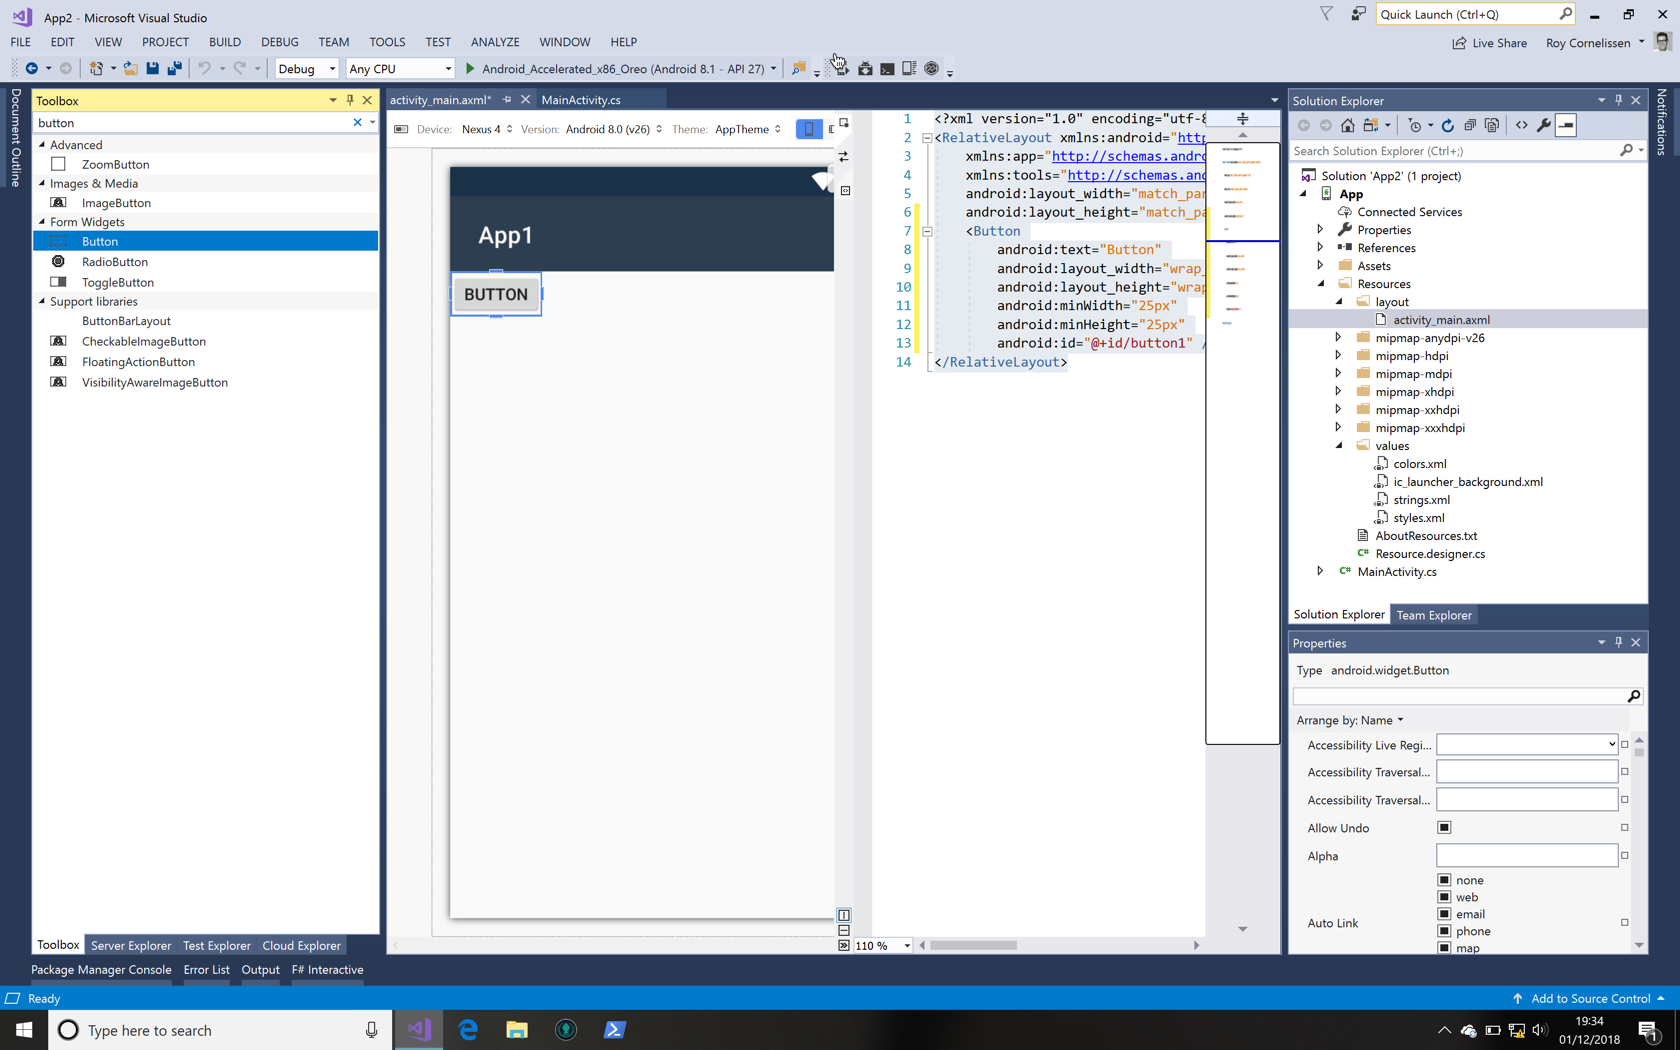 App2 - Microsoft Visual Studio
Quick Launch (Ctrl+Q)
FILE EDIT VIEW PROJECT BUILD DEBUG TEAM TOOLS TEST ANALYZE WINDOW HELP
Live Share Roy Cornelissen
Debug Any CPU Android_Accelerated_x86_Oreo (Android 8.1 - API 27)
Document Outline
Toolbox
button
Advanced
ZoomButton
Images & Media
ImageButton
Form Widgets
Button
RadioButton
ToggleButton
Support libraries
ButtonBarLayout
CheckableImageButton
FloatingActionButton
VisibilityAwareImageButton
Toolbox Server Explorer Test Explorer Cloud Explorer
activity_main.axml* MainActivity.cs
Device: Nexus 4 Version: Android 8.0 (v26) Theme: AppTheme
App1
BUTTON
1 <?xml version="1.0" encoding="utf-8
2 <RelativeLayout xmlns:android="http
3 xmlns:app="http://schemas.andro
4 xmlns:tools="http://schemas.and
5 android:layout_width="match_par
6 android:layout_height="match_pa
7 <Button
8 android:text="Button"
9 android:layout_width="wrap_
10 android:layout_height="wrap
11 android:minWidth="25px"
12 android:minHeight="25px"
13 android:id="@+id/button1" /
14 </RelativeLayout>
110 %
Solution Explorer
Search Solution Explorer (Ctrl+;)
Solution 'App2' (1 project)
App
Connected Services
Properties
References
Assets
Resources
layout
activity_main.axml
mipmap-anydpi-v26
mipmap-hdpi
mipmap-mdpi
mipmap-xhdpi
mipmap-xxhdpi
mipmap-xxxhdpi
values
colors.xml
ic_launcher_background.xml
strings.xml
styles.xml
AboutResources.txt
Resource.designer.cs
MainActivity.cs
Solution Explorer Team Explorer
Properties
Type android.widget.Button
Arrange by: Name
Accessibility Live Regi...
Accessibility Traversal...
Accessibility Traversal...
Allow Undo
Alpha
Auto Link
none
web
email
phone
map
Notifications
Package Manager Console Error List Output F# Interactive
Ready
Add to Source Control
Type here to search
19:34
01/12/2018
1